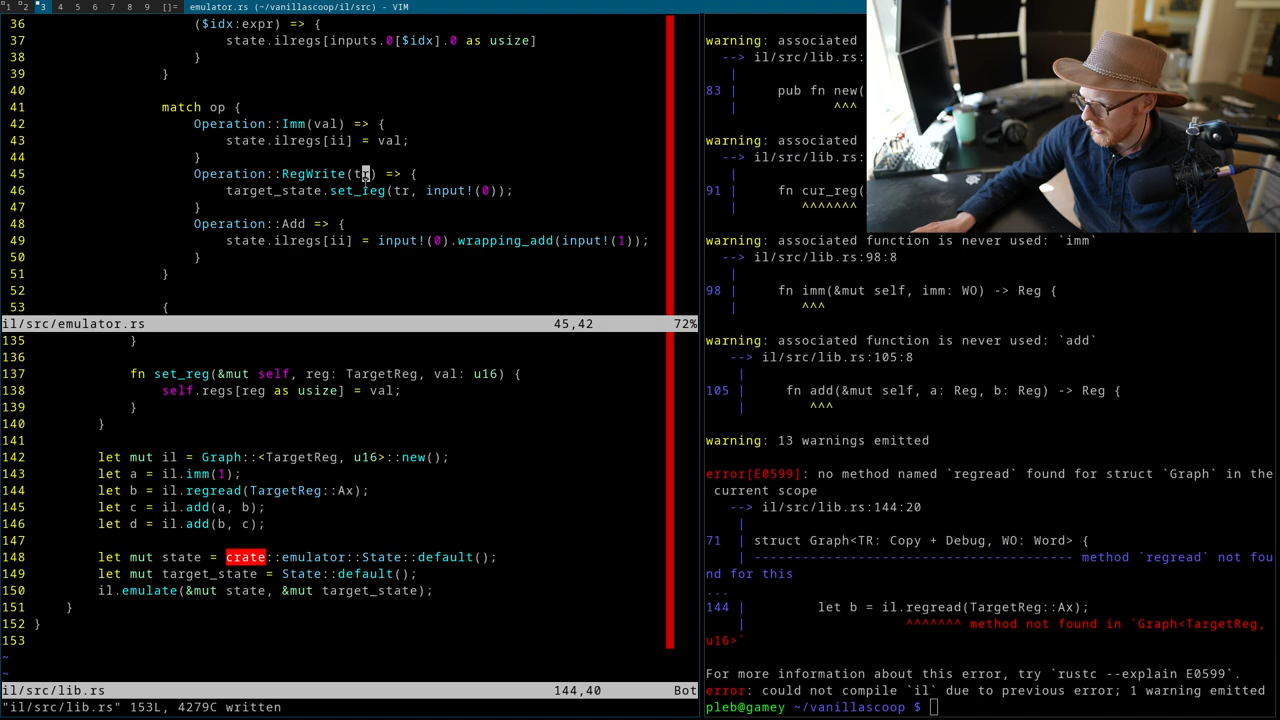 1 2 3 4 5 6 7 8 9 []= emulator.rs (~/vanillascoop/il/src) - VIM
36 ($idx:expr) => {
37 state.ilregs[inputs.0[$idx].0 as usize]
38 }
39 }
40
41 match op {
42 Operation::Imm(val) => {
43 state.ilregs[ii] = val;
44 }
45 Operation::RegWrite(tr) => {
46 target_state.set_reg(tr, input!(0));
47 }
48 Operation::Add => {
49 state.ilregs[ii] = input!(0).wrapping_add(input!(1));
50 }
51 }
52
53 {
il/src/emulator.rs 45,42 72%
135 }
136
137 fn set_reg(&mut self, reg: TargetReg, val: u16) {
138 self.regs[reg as usize] = val;
139 }
140 }
141
142 let mut il = Graph::<TargetReg, u16>::new();
143 let a = il.imm(1);
144 let b = il.regread(TargetReg::Ax);
145 let c = il.add(a, b);
146 let d = il.add(b, c);
147
148 let mut state = crate::emulator::State::default();
149 let mut target_state = State::default();
150 il.emulate(&mut state, &mut target_state);
151 }
152 }
153
~
~
il/src/lib.rs 144,40 Bot
"il/src/lib.rs" 153L, 4279C written
warning: associated
--> il/src/lib.rs:
|
83 | pub fn new(
| ^^^
warning: associated
--> il/src/lib.rs:
|
91 | fn cur_reg(
| ^^^^^^^
warning: associated function is never used: `imm`
--> il/src/lib.rs:98:8
|
98 | fn imm(&mut self, imm: WO) -> Reg {
| ^^^
warning: associated function is never used: `add`
--> il/src/lib.rs:105:8
|
105 | fn add(&mut self, a: Reg, b: Reg) -> Reg {
| ^^^
warning: 13 warnings emitted
error[E0599]: no method named `regread` found for struct `Graph` in the
current scope
--> il/src/lib.rs:144:20
|
71 | struct Graph<TR: Copy + Debug, WO: Word> {
| ---------------------------------------- method `regread` not fou
nd for this
...
144 | let b = il.regread(TargetReg::Ax);
| ^^^^^^^ method not found in `Graph<TargetReg,
u16>`
For more information about this error, try `rustc --explain E0599`.
error: could not compile `il` due to previous error; 1 warning emitted
pleb@gamey ~/vanillascoop $